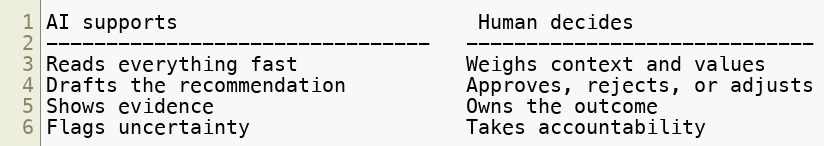 1 AI supports                         Human decides
2 --------------------------------   -----------------------------
3 Reads everything fast              Weighs context and values
4 Drafts the recommendation          Approves, rejects, or adjusts
5 Shows evidence                     Owns the outcome
6 Flags uncertainty                  Takes accountability